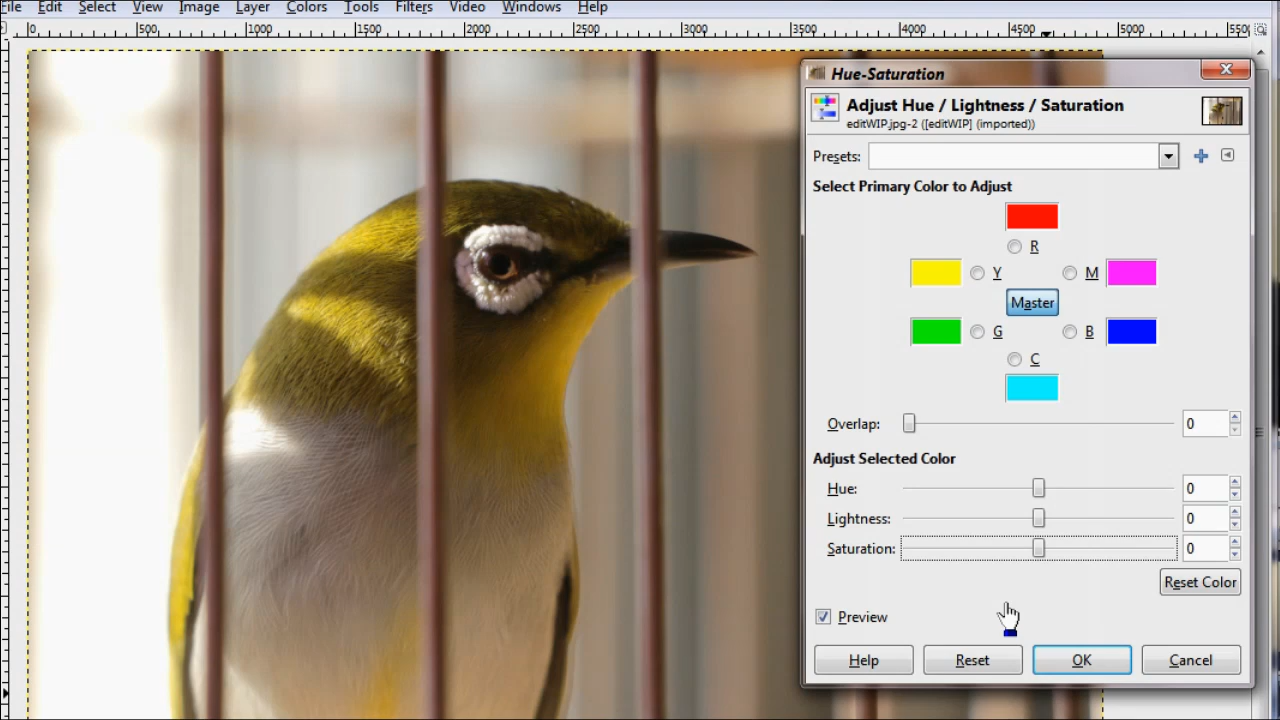 File Edit Select View Image Layer Colors Tools Filters Video Windows Help
0 500 1000 1500 2000 2500 3000 3500 4000 4500 5000 550
Hue-Saturation
Adjust Hue / Lightness / Saturation
editWIP.jpg-2 ([editWIP] (imported))
Presets:
Select Primary Color to Adjust
R
Y M
Master
G B
C
Overlap: 0
Adjust Selected Color
Hue: 0
Lightness: 0
Saturation: 0
Reset Color
Preview
Help Reset OK Cancel